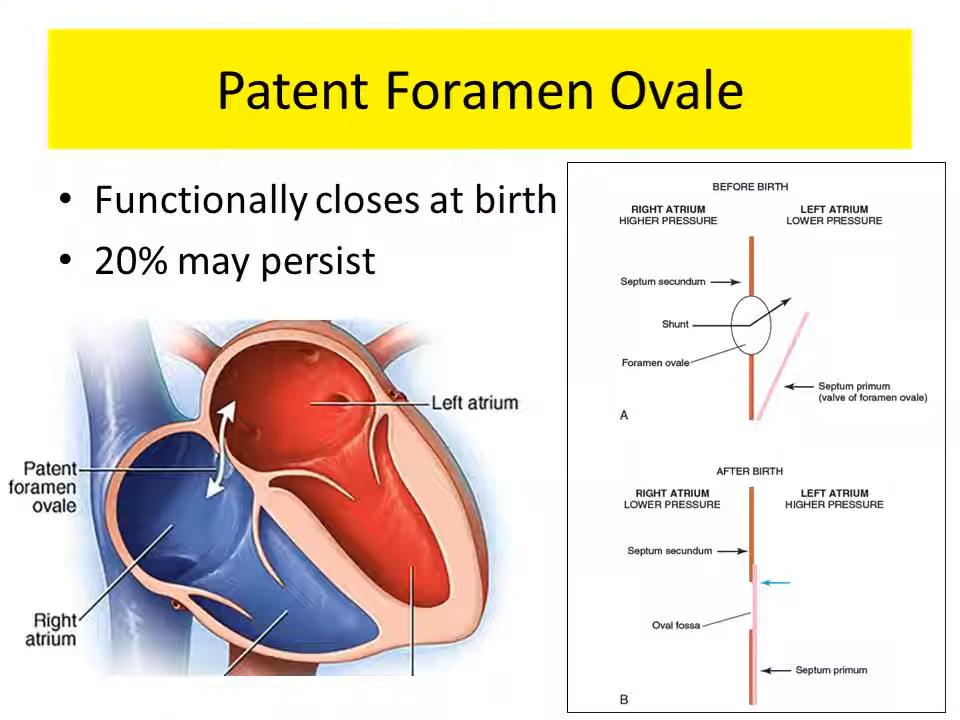 Patent Foramen Ovale
• Functionally closes at birth
• 20% may persist
Left atrium
Patent
foramen
ovale
Right
atrium
BEFORE BIRTH
RIGHT ATRIUM
HIGHER PRESSURE
LEFT ATRIUM
LOWER PRESSURE
Septum secundum
Shunt
Foramen ovale
Septum primum
(valve of foramen ovale)
A
AFTER BIRTH
RIGHT ATRIUM
LOWER PRESSURE
LEFT ATRIUM
HIGHER PRESSURE
Septum secundum
Oval fossa
Septum primum
B